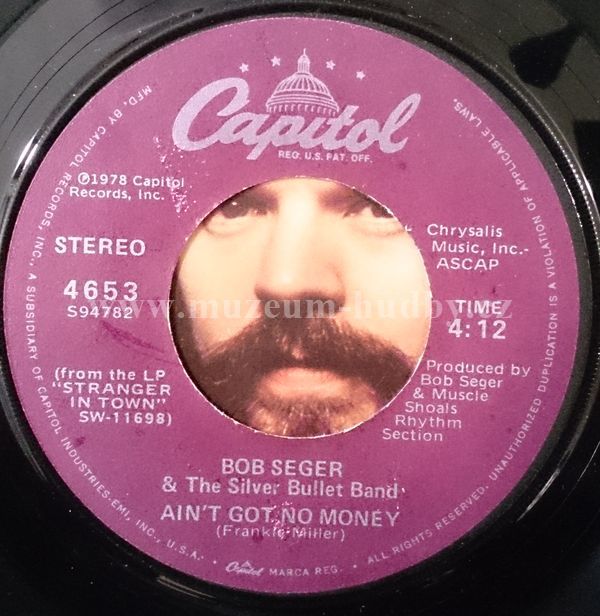 Capitol
REG. U.S. PAT. OFF.
MFD. BY CAPITOL RECORDS, INC., A SUBSIDIARY OF CAPITOL INDUSTRIES-EMI, INC., U.S.A. · Capitol MARCA REG · ALL RIGHTS RESERVED. UNAUTHORIZED DUPLICATION IS A VIOLATION OF APPLICABLE LAWS.
℗1978 Capitol
Records, Inc.
STEREO
4653
S94782
(from the LP
"STRANGER
IN TOWN"
SW-11698)
Chrysalis
Music, Inc.-
ASCAP
TIME
4:12
Produced by
Bob Seger
& Muscle
Shoals
Rhythm
Section
www.muzeum-hudby.cz
BOB SEGER
& The Silver Bullet Band
AIN'T GOT NO MONEY
(Frankie Miller)